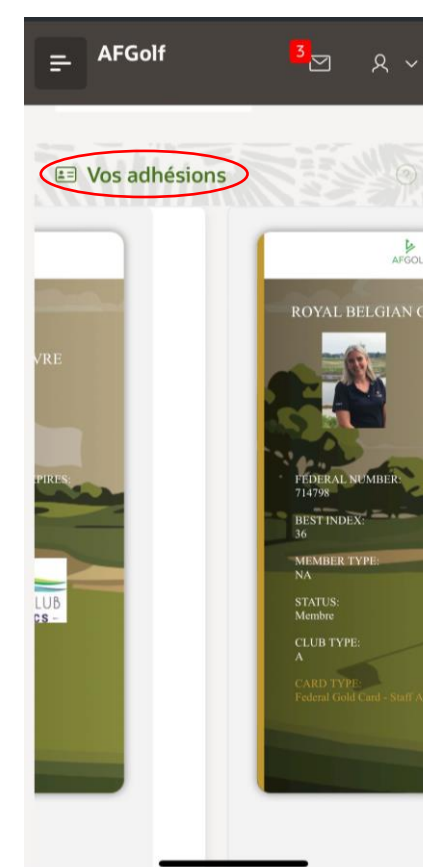 AFGolf
3
Vos adhésions
?
AFGOL
ROYAL BELGIAN
VRE
PIRES:
FEDERAL NUMBER:
714798
BEST INDEX:
36
LUB
CS -
MEMBER TYPE:
NA
STATUS:
Membre
CLUB TYPE:
A
CARD TYPE:
Federal Gold Card - Staff A